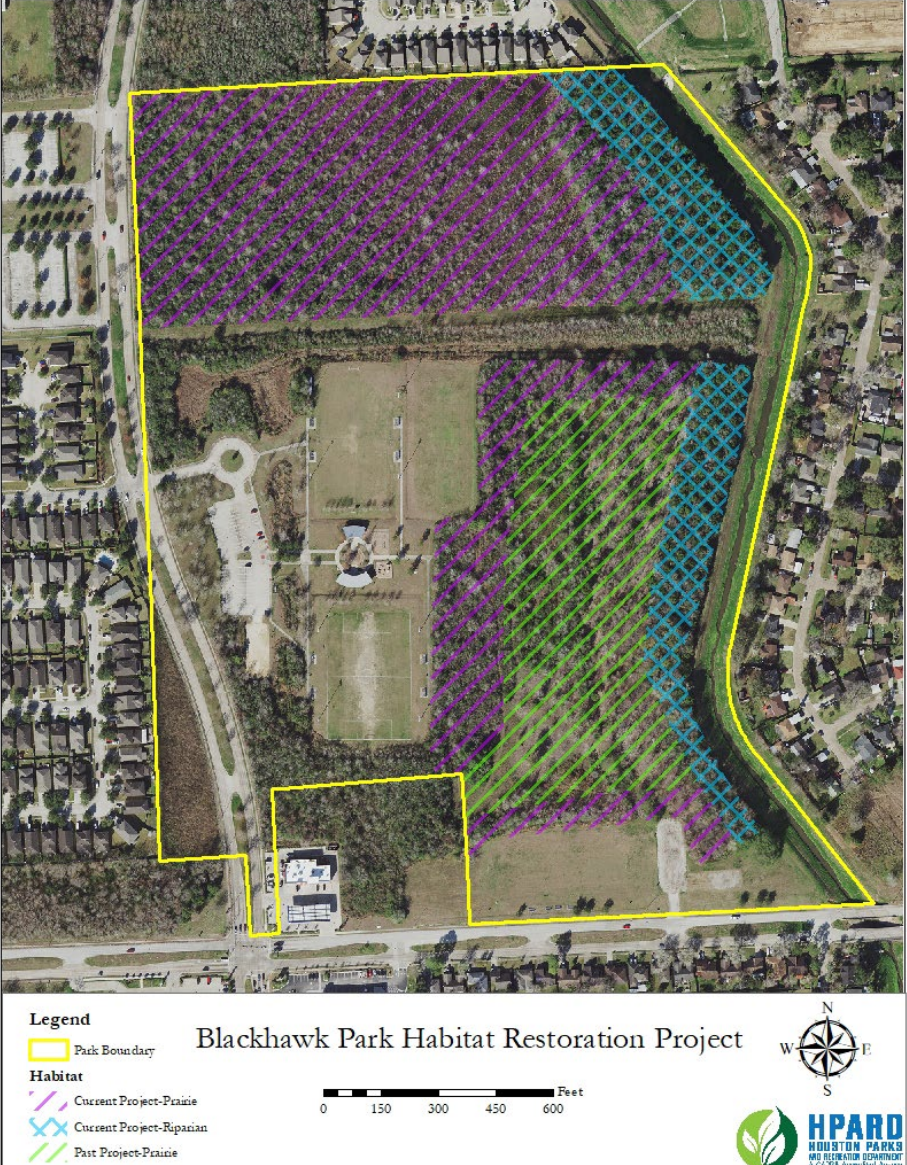 Legend
Park Boundary
Habitat
Current Project-Prairie
Current Project-Riparian
Past Project-Prairie
Blackhawk Park Habitat Restoration Project
Feet
0 150 300 450 600
N
W E
S
HPARD
HOUSTON PARKS
AND RECREATION DEPARTMENT